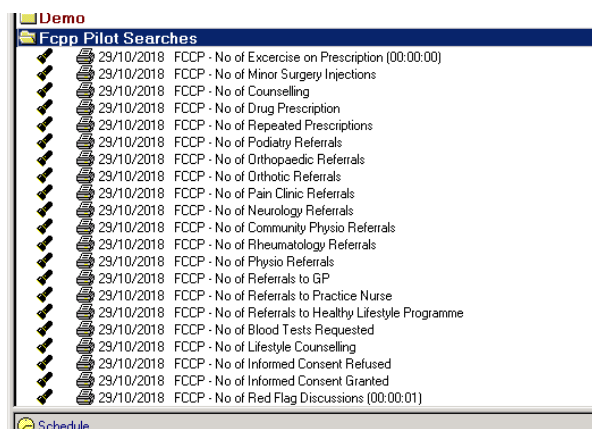 Demo
Fcpp Pilot Searches
29/10/2018 FCCP - No of Excercise on Prescription (00:00:00)
29/10/2018 FCCP - No of Minor Surgery Injections
29/10/2018 FCCP - No of Counselling
29/10/2018 FCCP - No of Drug Prescription
29/10/2018 FCCP - No of Repeated Prescriptions
29/10/2018 FCCP - No of Podiatry Referrals
29/10/2018 FCCP - No of Orthopaedic Referrals
29/10/2018 FCCP - No of Orthotic Referrals
29/10/2018 FCCP - No of Pain Clinic Referrals
29/10/2018 FCCP - No of Neurology Referrals
29/10/2018 FCCP - No of Community Physio Referrals
29/10/2018 FCCP - No of Rheumatology Referrals
29/10/2018 FCCP - No of Physio Referrals
29/10/2018 FCCP - No of Referrals to GP
29/10/2018 FCCP - No of Referrals to Practice Nurse
29/10/2018 FCCP - No of Referrals to Healthy Lifestyle Programme
29/10/2018 FCCP - No of Blood Tests Requested
29/10/2018 FCCP - No of Lifestyle Counselling
29/10/2018 FCCP - No of Informed Consent Refused
29/10/2018 FCCP - No of Informed Consent Granted
29/10/2018 FCCP - No of Red Flag Discussions (00:00:01)
Schedule